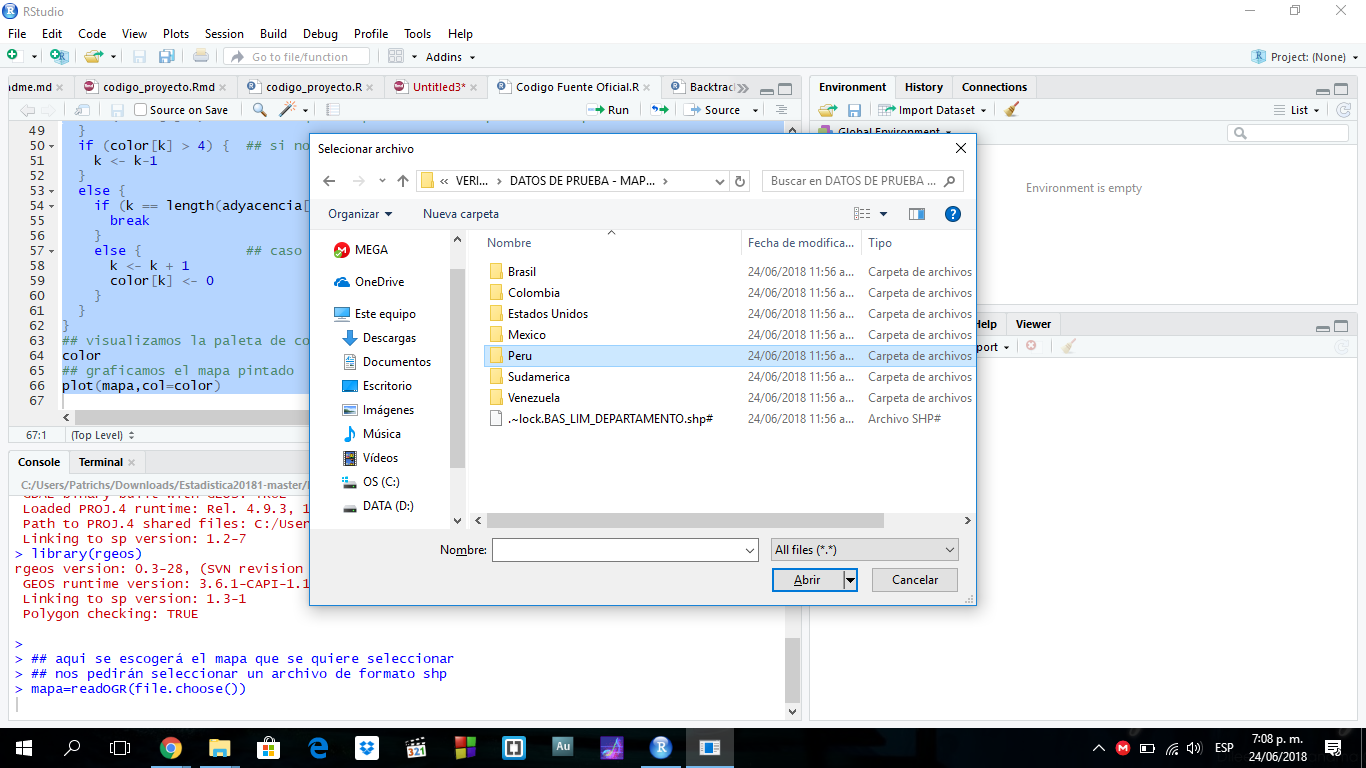 RStudio
File Edit Code View Plots Session Build Debug Profile Tools Help
Go to file/function Addins Project: (None)
dme.md codigo_proyecto.Rmd codigo_proyecto.R Untitled3* Codigo Fuente Oficial.R Backtrac
Source on Save Run Source
49 }
50 if (color[k] > 4) { ## si no
51 k <- k-1
52 }
53 else {
54 if (k == length(adyacencia[
55 break
56 }
57 else { ## caso
58 k <- k + 1
59 color[k] <- 0
60 }
61 }
62 }
63 ## visualizamos la paleta de co
64 color
65 ## graficamos el mapa pintado
66 plot(mapa,col=color)
67
67:1 (Top Level)
Console Terminal
C:/Users/Patrichs/Downloads/Estadistica20181-master/
Loaded PROJ.4 runtime: Rel. 4.9.3, 1
Path to PROJ.4 shared files: C:/User
Linking to sp version: 1.2-7
> library(rgeos)
rgeos version: 0.3-28, (SVN revision
GEOS runtime version: 3.6.1-CAPI-1.1
Linking to sp version: 1.3-1
Polygon checking: TRUE
>
> ## aqui se escogerá el mapa que se quiere seleccionar
> ## nos pedirán seleccionar un archivo de formato shp
> mapa=readOGR(file.choose())
Selecionar archivo
« VERI... › DATOS DE PRUEBA - MAP... › Buscar en DATOS DE PRUEBA ...
Organizar Nueva carpeta
MEGA
OneDrive
Este equipo
Descargas
Documentos
Escritorio
Imágenes
Música
Vídeos
OS (C:)
DATA (D:)
Nombre Fecha de modifica... Tipo
Brasil 24/06/2018 11:56 a... Carpeta de archivos
Colombia 24/06/2018 11:56 a... Carpeta de archivos
Estados Unidos 24/06/2018 11:56 a... Carpeta de archivos
Mexico 24/06/2018 11:56 a... Carpeta de archivos
Peru 24/06/2018 11:56 a... Carpeta de archivos
Sudamerica 24/06/2018 11:56 a... Carpeta de archivos
Venezuela 24/06/2018 11:56 a... Carpeta de archivos
.~lock.BAS_LIM_DEPARTAMENTO.shp# 24/06/2018 11:56 a... Archivo SHP#
Nombre: All files (*.*)
Abrir Cancelar
Environment History Connections
Import Dataset List
Global Environment
Environment is empty
Help Viewer
port
321 Au
ESP 7:08 p. m.
24/06/2018